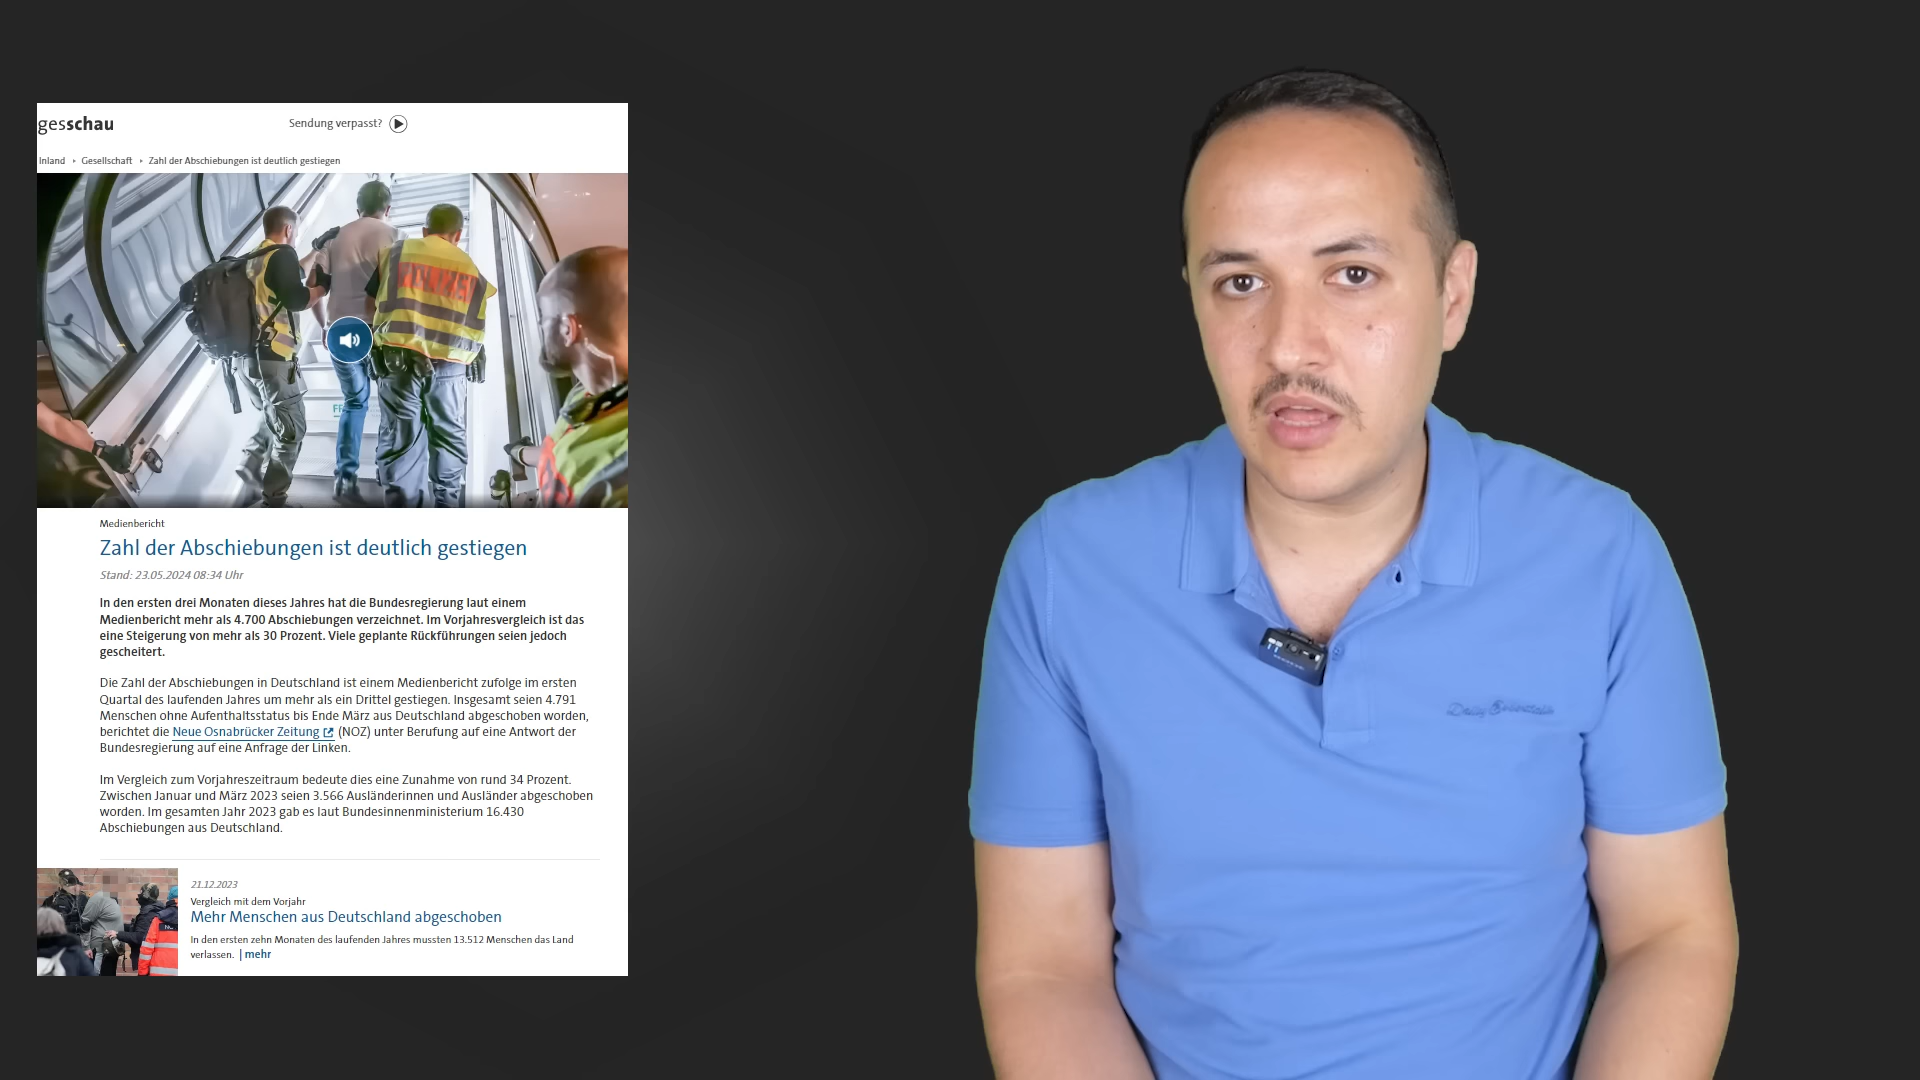 gesschau
Sendung verpasst?
Inland ▸ Gesellschaft ▸ Zahl der Abschiebungen ist deutlich gestiegen
POLIZEI
Medienbericht
Zahl der Abschiebungen ist deutlich gestiegen
Stand: 23.05.2024 08:34 Uhr
In den ersten drei Monaten dieses Jahres hat die Bundesregierung laut einem
Medienbericht mehr als 4.700 Abschiebungen verzeichnet. Im Vorjahresvergleich ist das
eine Steigerung von mehr als 30 Prozent. Viele geplante Rückführungen seien jedoch
gescheitert.
Die Zahl der Abschiebungen in Deutschland ist einem Medienbericht zufolge im ersten
Quartal des laufenden Jahres um mehr als ein Drittel gestiegen. Insgesamt seien 4.791
Menschen ohne Aufenthaltsstatus bis Ende März aus Deutschland abgeschoben worden,
berichtet die Neue Osnabrücker Zeitung (NOZ) unter Berufung auf eine Antwort der
Bundesregierung auf eine Anfrage der Linken.
Im Vergleich zum Vorjahreszeitraum bedeute dies eine Zunahme von rund 34 Prozent.
Zwischen Januar und März 2023 seien 3.566 Ausländerinnen und Ausländer abgeschoben
worden. Im gesamten Jahr 2023 gab es laut Bundesinnenministerium 16.430
Abschiebungen aus Deutschland.
21.12.2023
Vergleich mit dem Vorjahr
Mehr Menschen aus Deutschland abgeschoben
In den ersten zehn Monaten des laufenden Jahres mussten 13.512 Menschen das Land
verlassen. | mehr
Daily Essentials